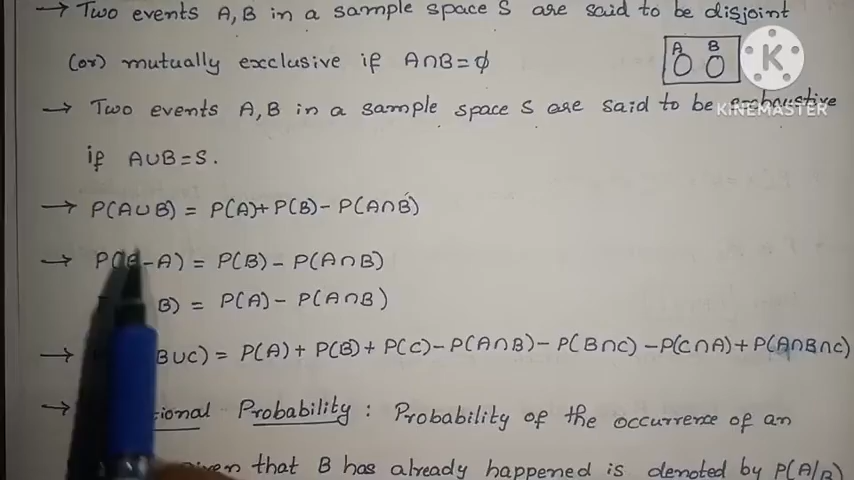 → Two events A, B in a sample space S are said to be disjoint
(or) mutually exclusive if A∩B = ϕ
A B
K
KINEMASTER
→ Two events A, B in a sample space S are said to be exhaustive
if A∪B = S.
→ P(A∪B) = P(A) + P(B) - P(A∩B)
→ P(B-A) = P(B) - P(A∩B)
B) = P(A) - P(A∩B)
→ B∪C) = P(A) + P(B) + P(C) - P(A∩B) - P(B∩C) - P(C∩A) + P(A∩B∩C)
→ ional Probability : Probability of the occurrence of an
given that B has already happened is denoted by P(A/B)